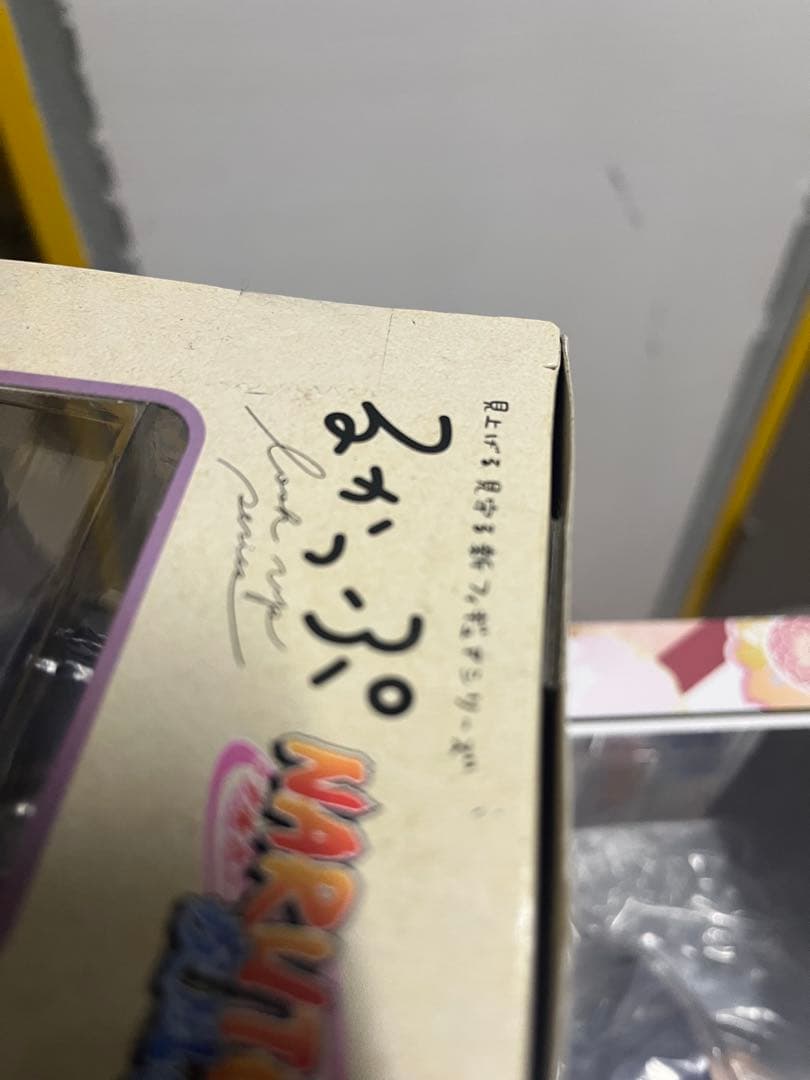 見上げる見守る新フィギュアシリーズ
るかっぷ
look up
series
NARUTO